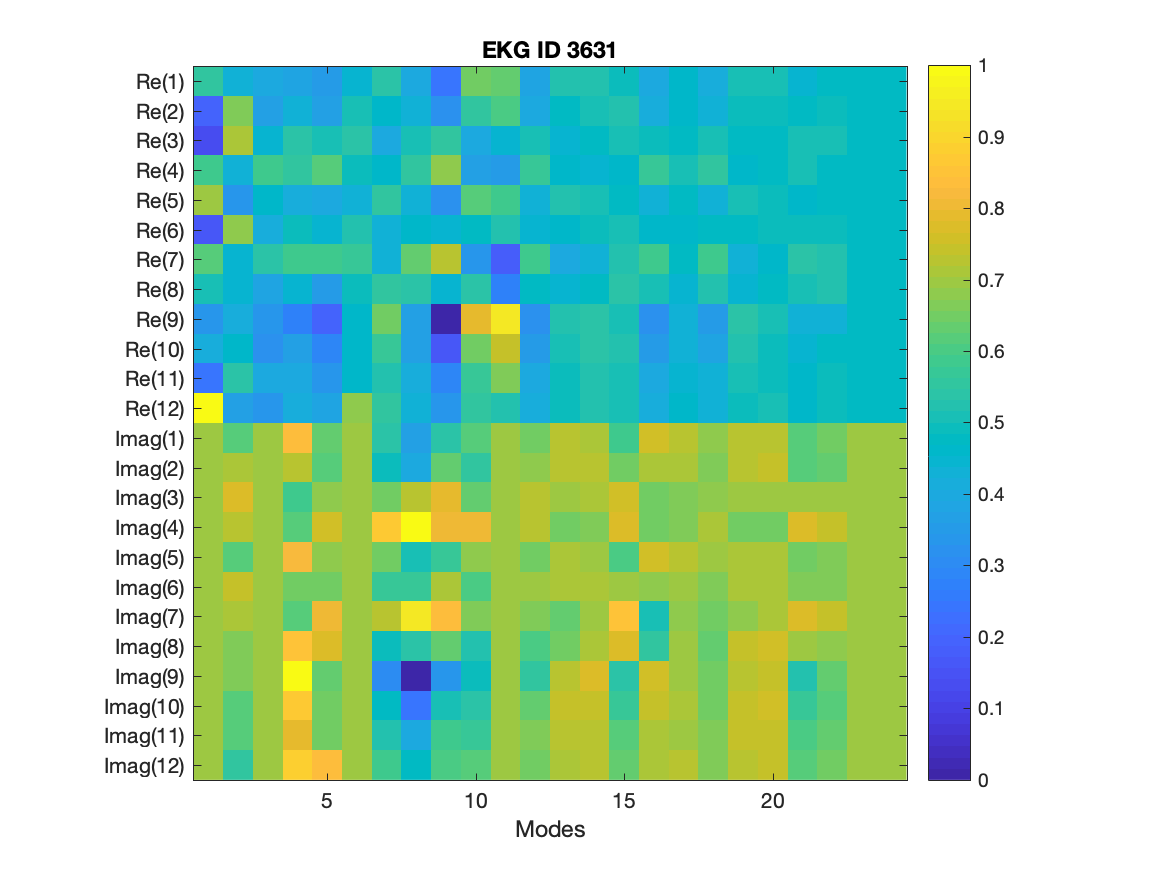 EKG ID 3631
Re(1)
Re(2)
Re(3)
Re(4)
Re(5)
Re(6)
Re(7)
Re(8)
Re(9)
Re(10)
Re(11)
Re(12)
Imag(1)
Imag(2)
Imag(3)
Imag(4)
Imag(5)
Imag(6)
Imag(7)
Imag(8)
Imag(9)
Imag(10)
Imag(11)
Imag(12)
5 10 15 20
Modes
1
0.9
0.8
0.7
0.6
0.5
0.4
0.3
0.2
0.1
0